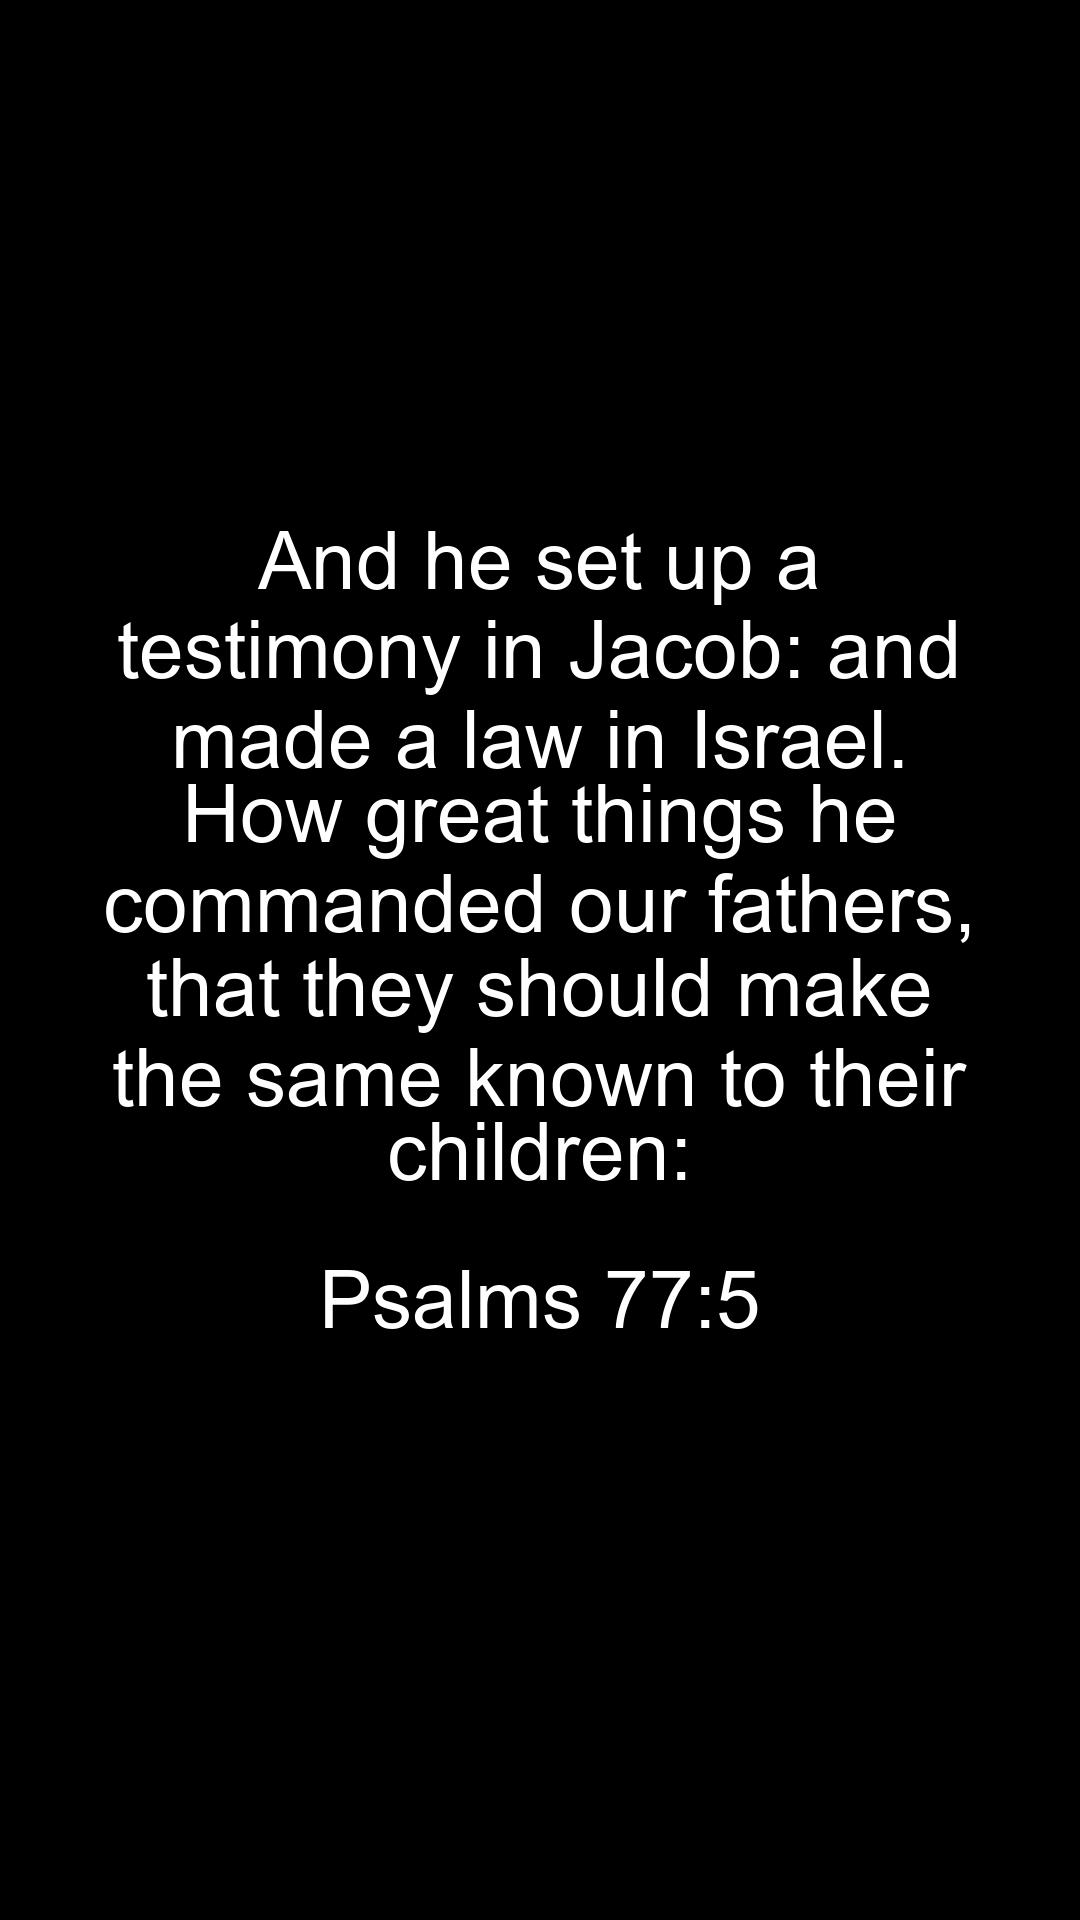 And he set up a
testimony in Jacob: and
made a law in Israel.
How great things he
commanded our fathers,
that they should make
the same known to their
children:
Psalms 77:5